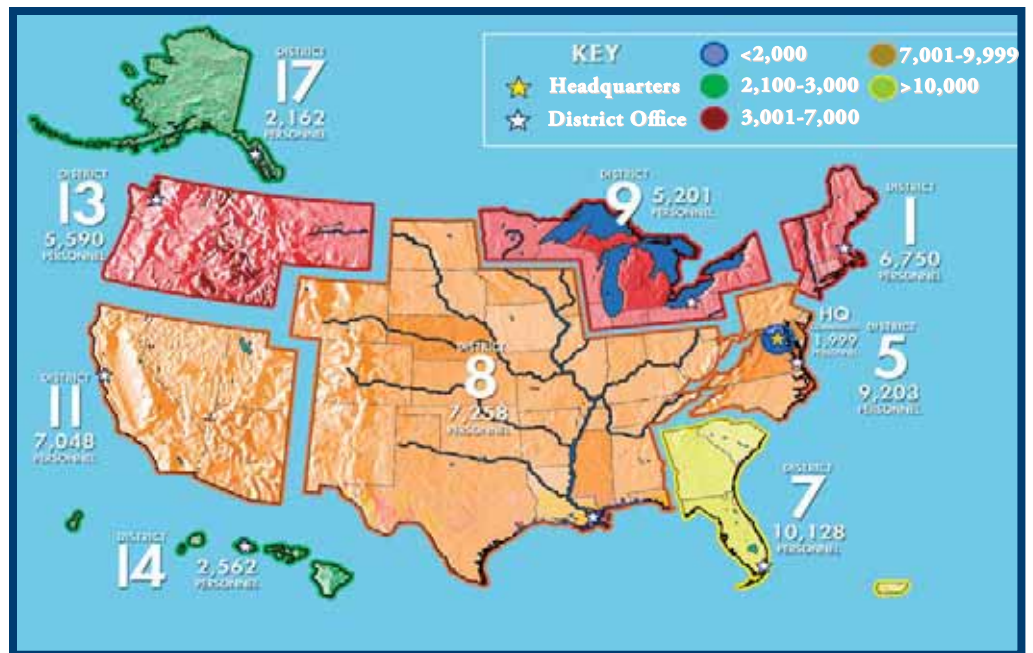 KEY
Headquarters
District Office
<2,000
2,100-3,000
3,001-7,000
7,001-9,999
>10,000
DISTRICT
17
2,162
PERSONNEL
DISTRICT
13
5,590
PERSONNEL
DISTRICT
9
5,201
PERSONNEL
DISTRICT
1
6,750
PERSONNEL
HQ
1,999
PERSONNEL
DISTRICT
5
9,203
PERSONNEL
DISTRICT
8
7,258
PERSONNEL
DISTRICT
11
7,048
PERSONNEL
DISTRICT
7
10,128
PERSONNEL
DISTRICT
14
2,562
PERSONNEL